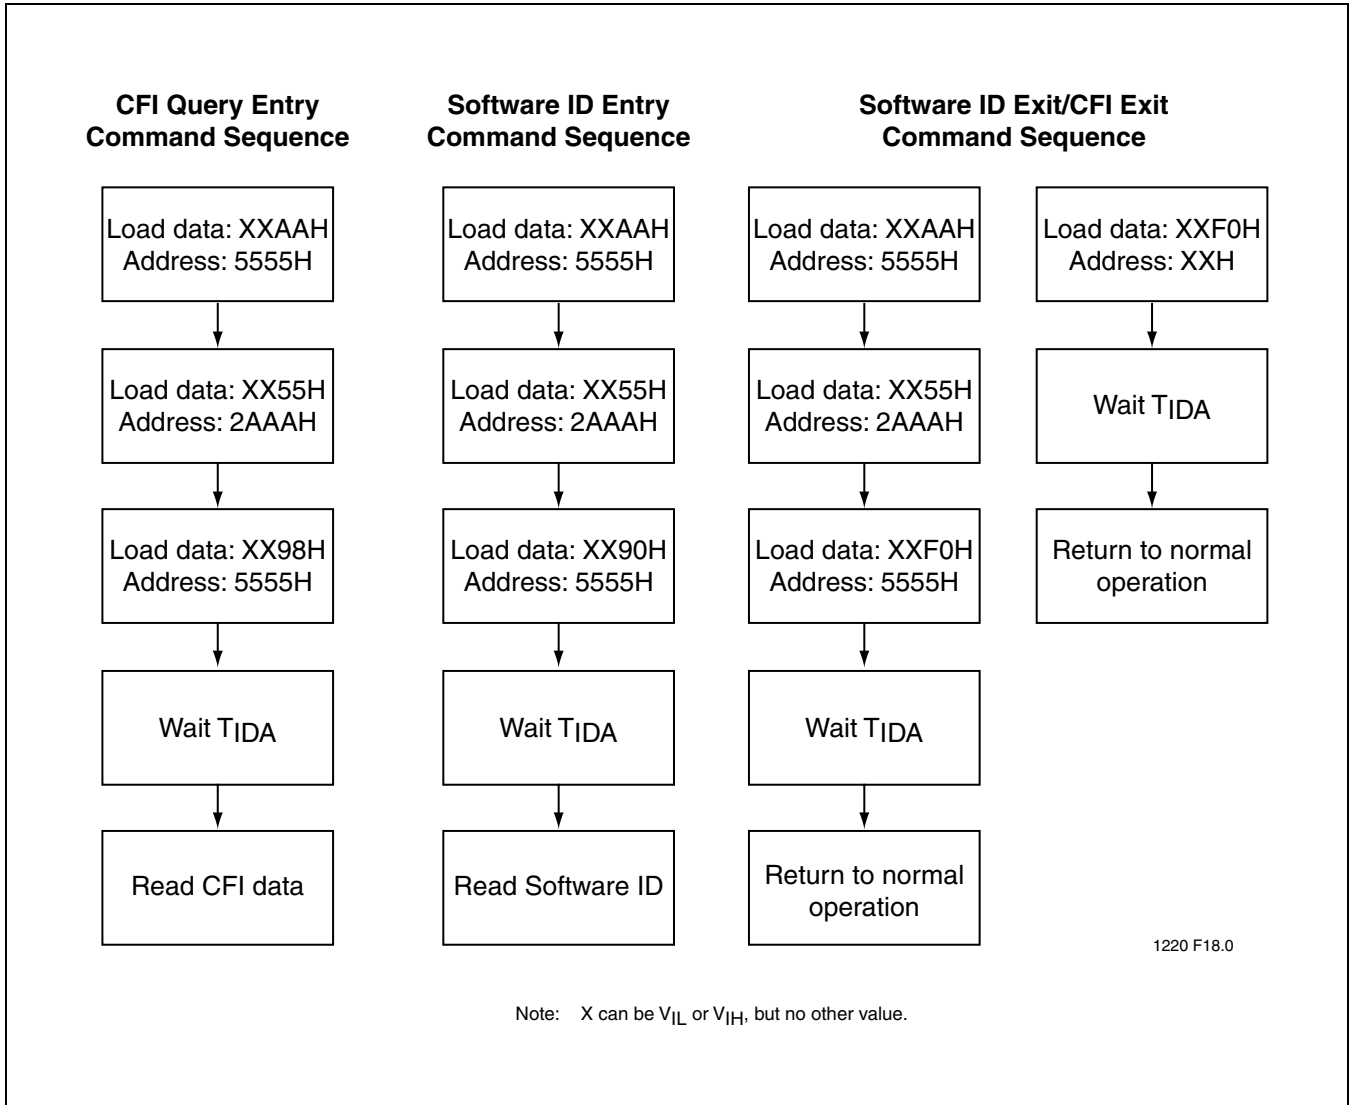 CFI Query Entry
Command Sequence
Load data: XXAAH
Address: 5555H
Load data: XX55H
Address: 2AAAH
Load data: XX98H
Address: 5555H
Wait TIDA
Read CFI data
Software ID Entry
Command Sequence
Load data: XXAAH
Address: 5555H
Load data: XX55H
Address: 2AAAH
Load data: XX90H
Address: 5555H
Wait TIDA
Read Software ID
Software ID Exit/CFI Exit
Command Sequence
Load data: XXAAH
Address: 5555H
Load data: XX55H
Address: 2AAAH
Load data: XXF0H
Address: 5555H
Wait TIDA
Return to normal
operation
Load data: XXF0H
Address: XXH
Wait TIDA
Return to normal
operation
1220 F18.0
Note: X can be VIL or VIH, but no other value.